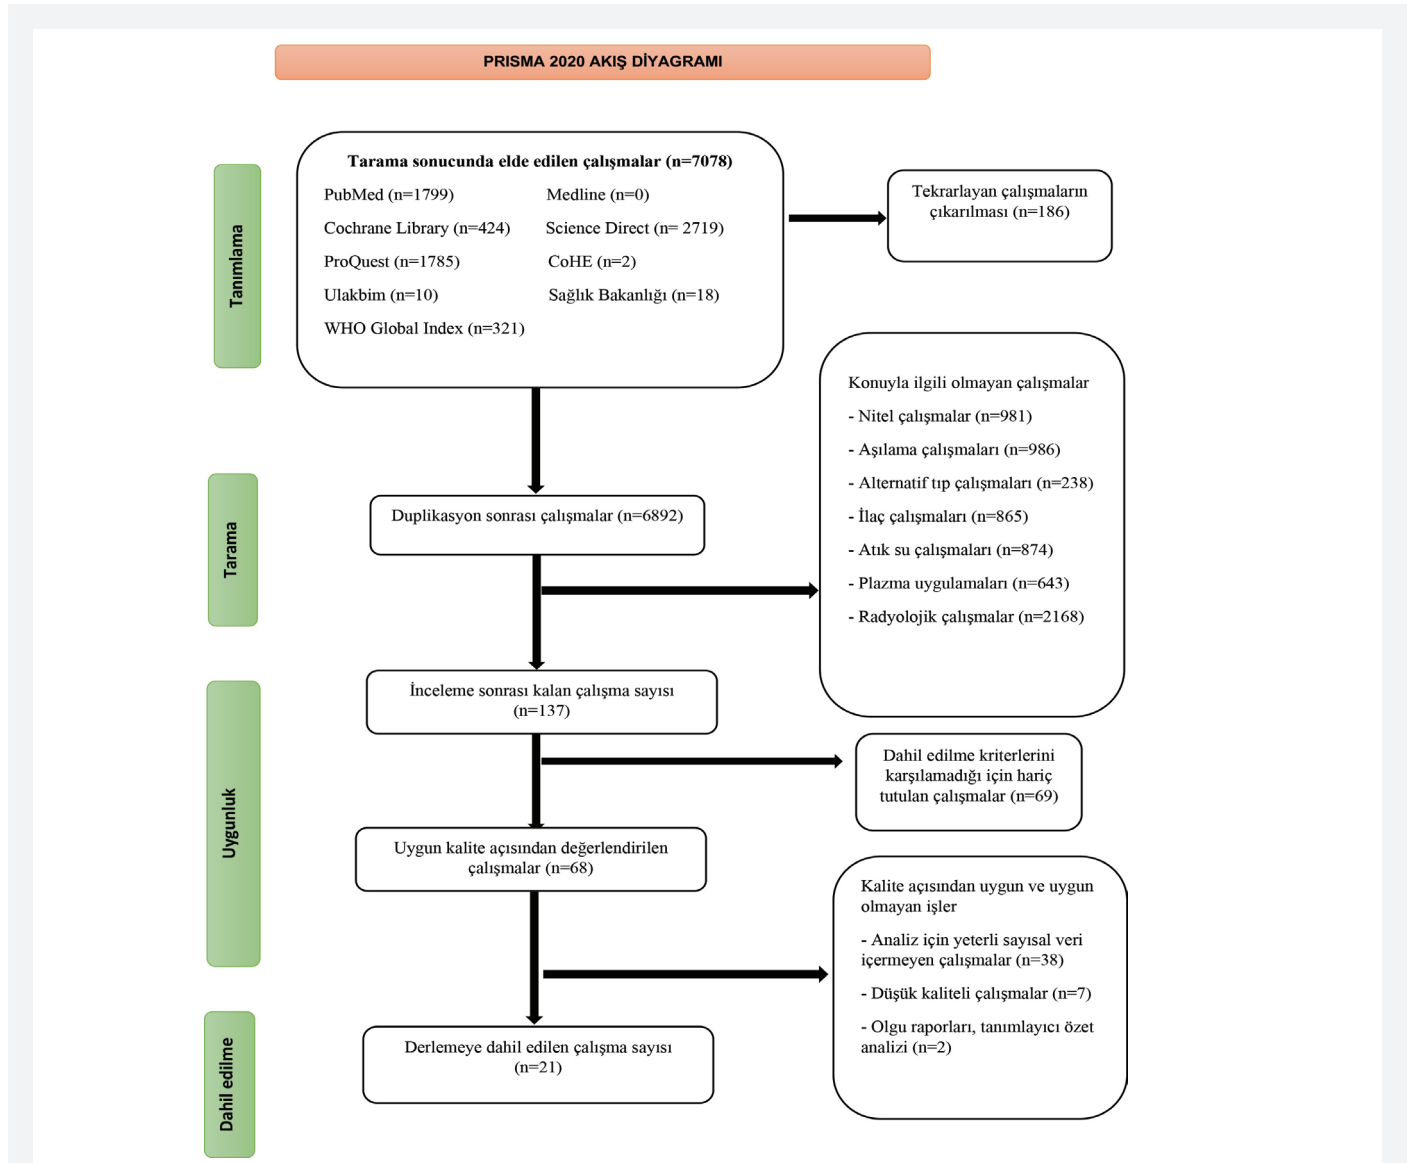 PRISMA 2020 AKIŞ DİYAGRAMI
Tanımlama
Tarama sonucunda elde edilen çalışmalar (n=7078)
PubMed (n=1799)
Medline (n=0)
Cochrane Library (n=424)
Science Direct (n= 2719)
ProQuest (n=1785)
CoHE (n=2)
Ulakbim (n=10)
Sağlık Bakanlığı (n=18)
WHO Global Index (n=321)
Tekrarlayan çalışmaların
çıkarılması (n=186)
Tarama
Duplikasyon sonrası çalışmalar (n=6892)
Konuyla ilgili olmayan çalışmalar
- Nitel çalışmalar (n=981)
- Aşılama çalışmaları (n=986)
- Alternatif tıp çalışmaları (n=238)
- İlaç çalışmaları (n=865)
- Atık su çalışmaları (n=874)
- Plazma uygulamaları (n=643)
- Radyolojik çalışmalar (n=2168)
Uygunluk
İnceleme sonrası kalan çalışma sayısı
(n=137)
Dahil edilme kriterlerini
karşılamadığı için hariç
tutulan çalışmalar (n=69)
Uygun kalite açısından değerlendirilen
çalışmalar (n=68)
Kalite açısından uygun ve uygun
olmayan işler
- Analiz için yeterli sayısal veri
içermeyen çalışmalar (n=38)
- Düşük kaliteli çalışmalar (n=7)
- Olgu raporları, tanımlayıcı özet
analizi (n=2)
Dahil edilme
Derlemeye dahil edilen çalışma sayısı
(n=21)